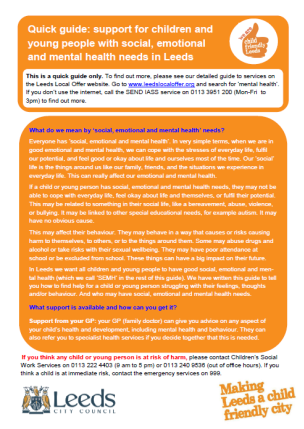 Quick guide: support for children and
young people with social, emotional
and mental health needs in Leeds
child
friendly
Leeds
This is a quick guide only. To find out more, please see our detailed guide to services on
the Leeds Local Offer website. Go to www.leedslocaloffer.org and search for 'mental health'.
If you don't use the internet, call the SEND IASS service on 0113 3951 200 (Mon-Fri
3pm) to find out more.
What do we mean by 'social, emotional and mental health' needs?
Everyone has 'social, emotional and mental health'. In very simple terms, when we are in
good emotional and mental health, we can cope with the stresses of everyday life, fulfil
our potential, and feel good or okay about life and ourselves most of the time. Our 'social'
life is the things around us like our family, friends, and the situations we experience in
everyday life. This can really affect our emotional and mental health.
If a child or young person has social, emotional and mental health needs, they may not be
able to cope with everyday life, feel okay about life and themselves, or fulfil their potential.
This may be related to something in their social life, like a bereavement, abuse, violence,
or bullying. It may be linked to other special educational needs, for example autism. It may
have no obvious cause.
This may affect their behaviour: They may behave in a way that causes or risks causing
harm to themselves, to others, or to the things around them. Some may abuse drugs and
alcohol or take risks with their sexual wellbeing. They may have poor attendance at
school or be excluded from school. These things can have a big impact on their future.
In Leeds we want all children and young people to have good social, emotional and men-
tal health (which we call 'SEMH' in the rest of this guide). We have written this guide to tell
you how to find help for a child or young person struggling with their feelings, thoughts
and/or behaviour. And who may have social, emotional and mental health needs.
What support is available and how can you get it?
Support from your GP: your GP (family doctor) can give you advice on any aspect of
your child's health and development, including mental health and behaviour. They can
also refer you to specialist health services if you decide together that this is needed.
If you think any child or young person is at risk of harm, please contact Children's Social
Work Services on 0113 222 4403 (9 am to 5 pm) or 0113 240 9536 (out of office hours). If you
think a child is at immediate risk, contact the emergency services on 999.
Leeds
CITY COUNCIL
Making
Leeds a child
friendly city